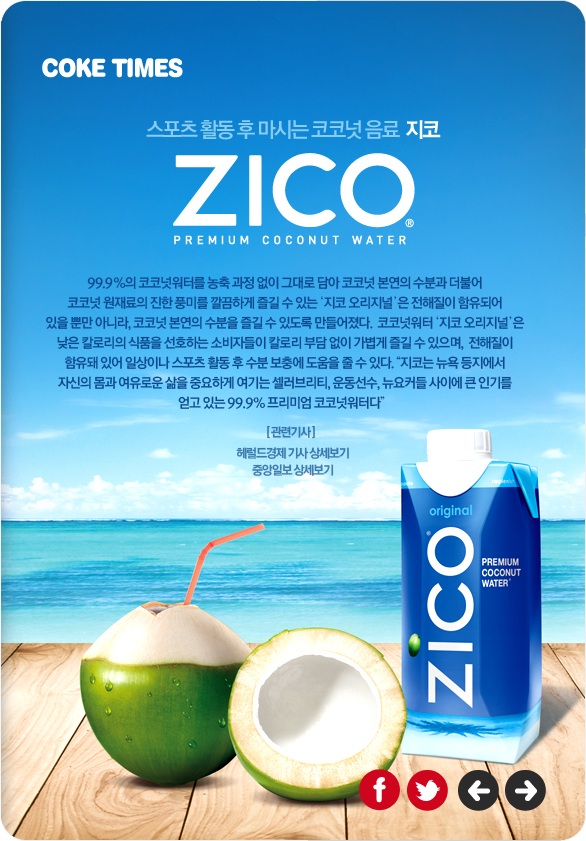 COKE TIMES
스포츠 활동 후 마시는 코코넛 음료 지코
ZICO®
PREMIUM COCONUT WATER
99.9%의 코코넛워터를 농축 과정 없이 그대로 담아 코코넛 본연의 수분과 더불어
코코넛 원재료의 진한 풍미를 깔끔하게 즐길 수 있는 ‘지코 오리지널’은 전해질이 함유되어
있을 뿐만 아니라, 코코넛 본연의 수분을 즐길 수 있도록 만들어졌다. 코코넛워터 ‘지코 오리지널’은
낮은 칼로리의 식품을 선호하는 소비자들이 칼로리 부담 없이 가볍게 즐길 수 있으며, 전해질이
함유돼 있어 일상이나 스포츠 활동 후 수분 보충에 도움을 줄 수 있다. “지코는 뉴욕 등지에서
자신의 몸과 여유로운 삶을 중요하게 여기는 셀러브리티, 운동선수, 뉴요커들 사이에 큰 인기를
얻고 있는 99.9% 프리미엄 코코넛워터다”
[관련기사]
헤럴드경제 기사 상세보기
중앙일보 상세보기
original
ZICO®
PREMIUM
COCONUT
WATER